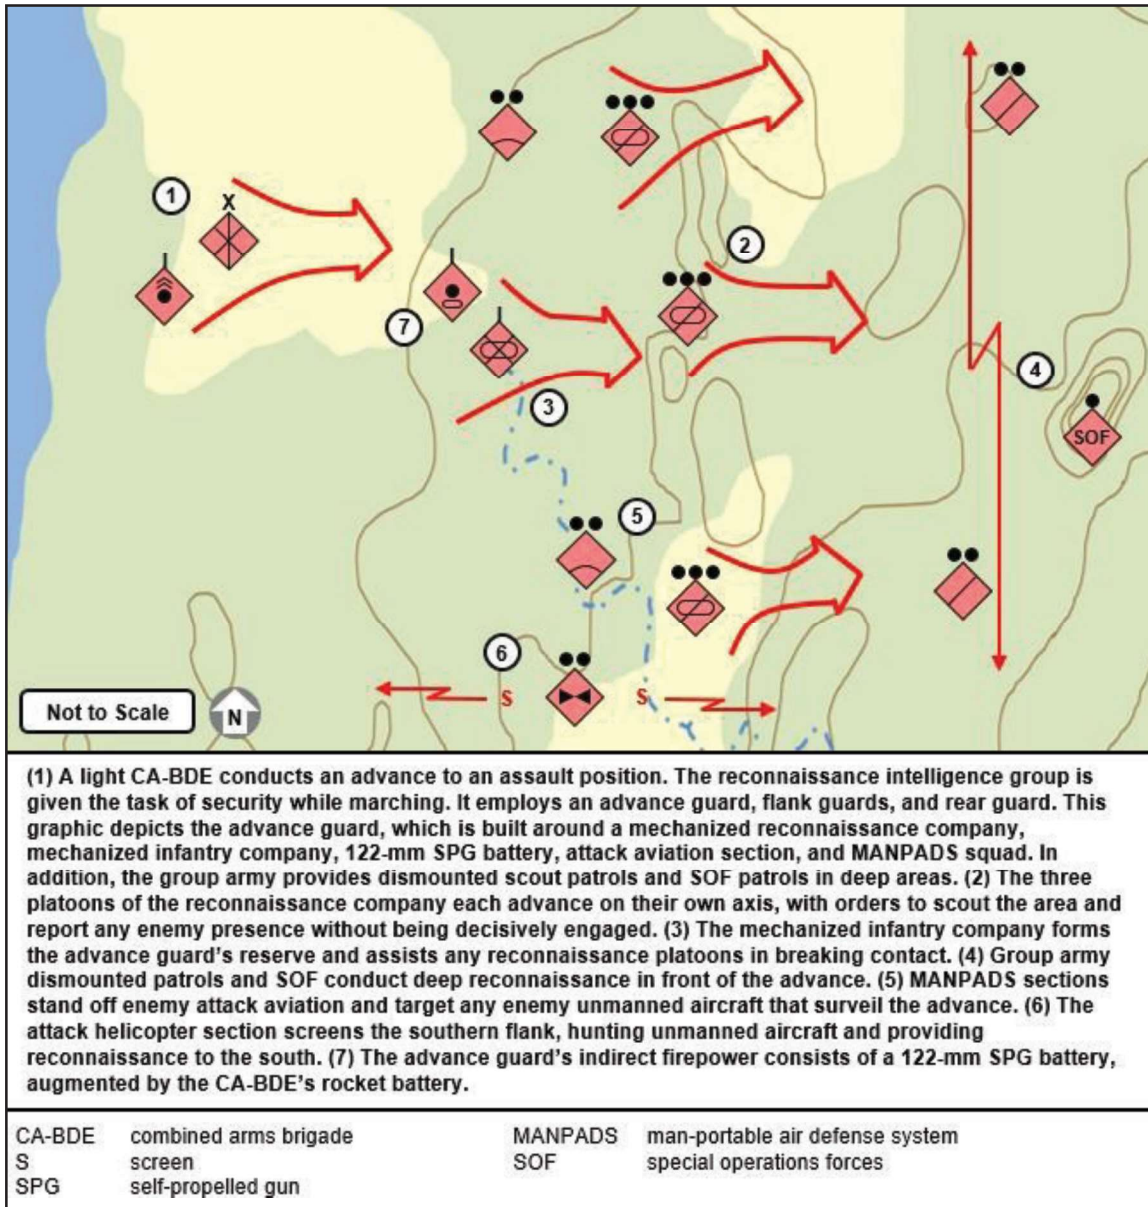 1
X
2
7
3
4
SOF
5
6
S
S
Not to Scale
N
(1) A light CA-BDE conducts an advance to an assault position. The reconnaissance intelligence group is
given the task of security while marching. It employs an advance guard, flank guards, and rear guard. This
graphic depicts the advance guard, which is built around a mechanized reconnaissance company,
mechanized infantry company, 122-mm SPG battery, attack aviation section, and MANPADS squad. In
addition, the group army provides dismounted scout patrols and SOF patrols in deep areas. (2) The three
platoons of the reconnaissance company each advance on their own axis, with orders to scout the area and
report any enemy presence without being decisively engaged. (3) The mechanized infantry company forms
the advance guard's reserve and assists any reconnaissance platoons in breaking contact. (4) Group army
dismounted patrols and SOF conduct deep reconnaissance in front of the advance. (5) MANPADS sections
stand off enemy attack aviation and target any enemy unmanned aircraft that surveil the advance. (6) The
attack helicopter section screens the southern flank, hunting unmanned aircraft and providing
reconnaissance to the south. (7) The advance guard's indirect firepower consists of a 122-mm SPG battery,
augmented by the CA-BDE's rocket battery.
CA-BDE combined arms brigade
S screen
SPG self-propelled gun
MANPADS man-portable air defense system
SOF special operations forces